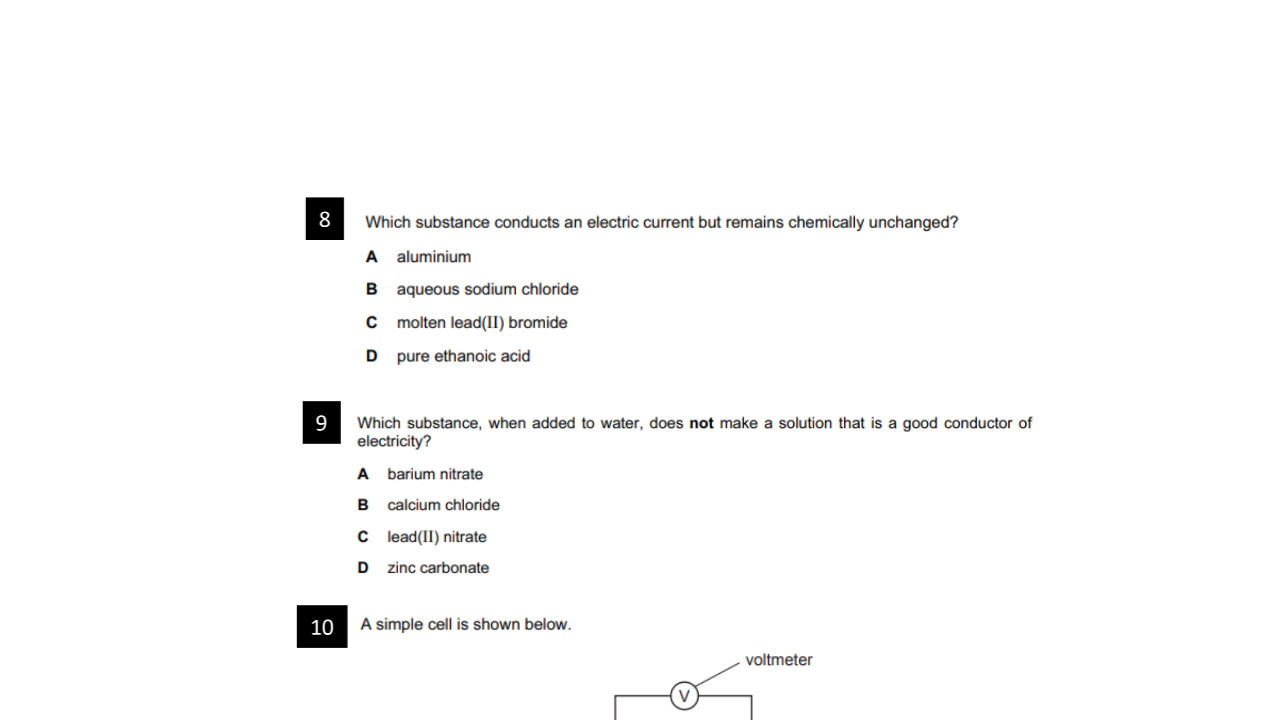 8 Which substance conducts an electric current but remains chemically unchanged?
A aluminium
B aqueous sodium chloride
C molten lead(II) bromide
D pure ethanoic acid
9 Which substance, when added to water, does not make a solution that is a good conductor of
electricity?
A barium nitrate
B calcium chloride
C lead(II) nitrate
D zinc carbonate
10 A simple cell is shown below.
voltmeter
V